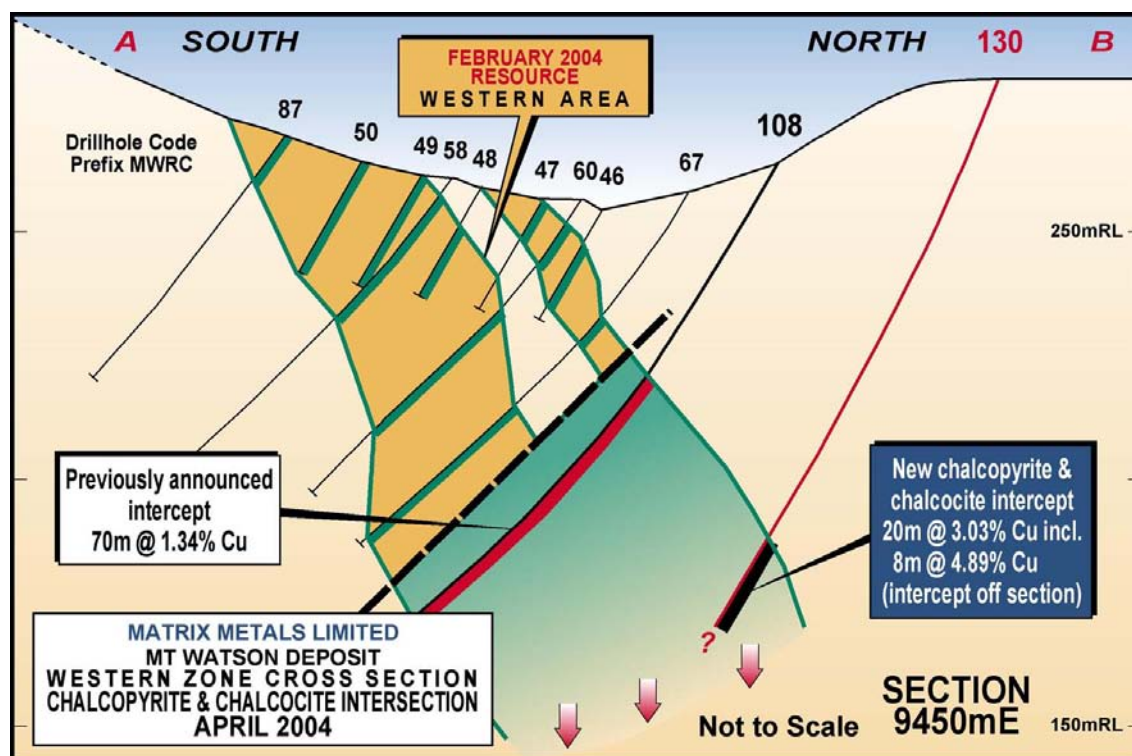 A SOUTH
NORTH 130 B
FEBRUARY 2004
RESOURCE
WESTERN AREA
Drillhole Code
Prefix MWRC
87
50
49
58
48
47
60
46
67
108
250mRL
Previously announced
intercept
70m @ 1.34% Cu
New chalcopyrite &
chalcocite intercept
20m @ 3.03% Cu incl.
8m @ 4.89% Cu
(intercept off section)
?
MATRIX METALS LIMITED
MT WATSON DEPOSIT
WESTERN ZONE CROSS SECTION
CHALCOPYRITE & CHALCOCITE INTERSECTION
APRIL 2004
Not to Scale
SECTION
9450mE
150mRL